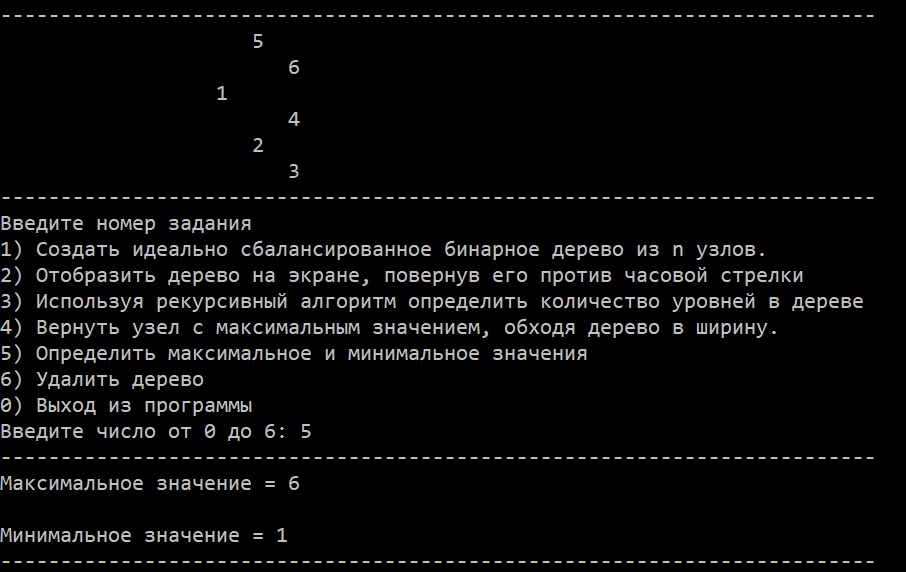 -------------------------------------------------------------------------
5
6
1
4
2
3
-------------------------------------------------------------------------
Введите номер задания
1) Создать идеально сбалансированное бинарное дерево из n узлов.
2) Отобразить дерево на экране, повернув его против часовой стрелки
3) Используя рекурсивный алгоритм определить количество уровней в дереве
4) Вернуть узел с максимальным значением, обходя дерево в ширину.
5) Определить максимальное и минимальное значения
6) Удалить дерево
0) Выход из программы
Введите число от 0 до 6: 5
-------------------------------------------------------------------------
Максимальное значение = 6
Минимальное значение = 1
-------------------------------------------------------------------------